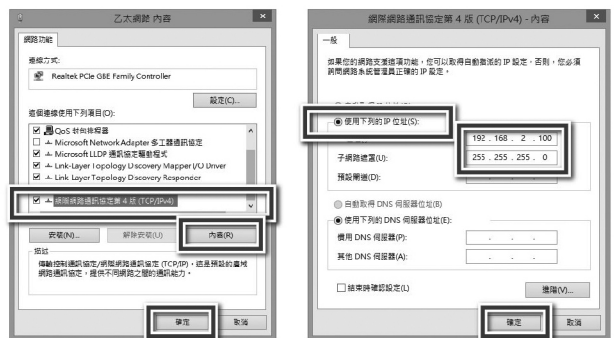 乙太網路 內容
網路功能
連線方式:
Realtek PCIe GBE Family Controller
設定(C)...
這個連線使用下列項目(O):
QoS 封包排程器
Microsoft Network Adapter 多工器通訊協定
Microsoft LLDP 通訊協定驅動程式
Link-Layer Topology Discovery Mapper I/O Driver
Link-Layer Topology Discovery Responder
網際網路通訊協定第 4 版 (TCP/IPv4)
安裝(N)...
解除安裝(U)
內容(R)
描述
傳輸控制通訊協定/網際網路通訊協定 (TCP/IP)，這是預設的廣域
網路通訊協定，提供不同網路之間的通訊能力。
確定
取消
網際網路通訊協定第 4 版 (TCP/IPv4) - 內容
一般
如果您的網路支援這項功能，您可以取得自動指派的 IP 設定。否則，您必須
詢問網路系統管理員正確的 IP 設定。
使用下列的 IP 位址(S):
192 . 168 . 2 . 100
子網路遮罩(U):
255 . 255 . 255 . 0
預設閘道(D):
自動取得 DNS 伺服器位址(B)
使用下列的 DNS 伺服器位址(E):
慣用 DNS 伺服器(P):
其他 DNS 伺服器(A):
結束時確認設定(L)
進階(V)...
確定
取消